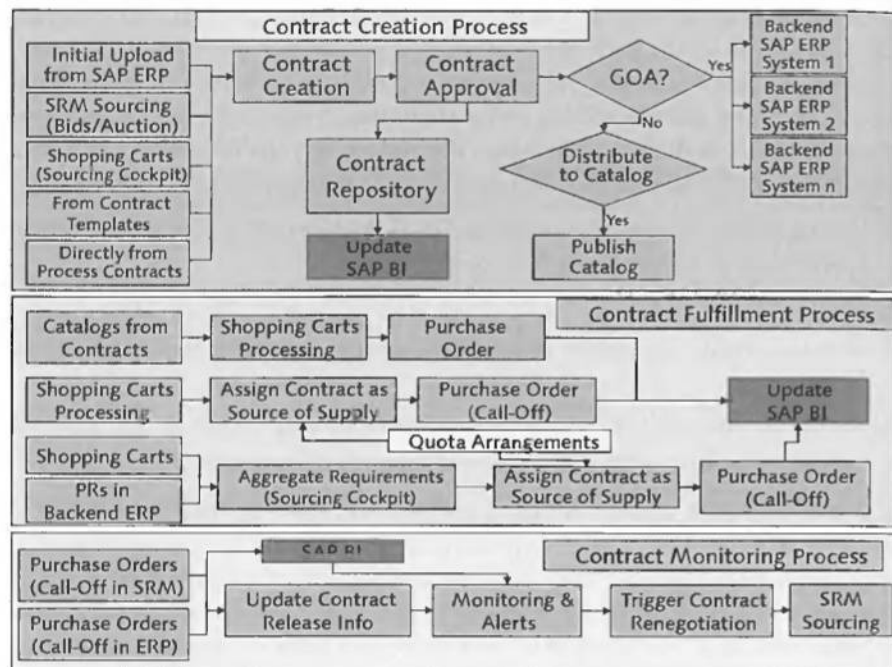 Contract Creation Process
Initial Upload
from SAP ERP
SRM Sourcing
(Bids/Auction)
Shopping Carts
(Sourcing Cockpit)
From Contract
Templates
Directly from
Process Contracts
Contract
Creation
Contract
Approval
GOA?
Yes
No
Backend
SAP ERP
System 1
Backend
SAP ERP
System 2
Backend
SAP ERP
System n
Contract
Repository
Update
SAP BI
Distribute
to Catalog
Yes
Publish
Catalog
Contract Fulfillment Process
Catalogs from
Contracts
Shopping Carts
Processing
Purchase
Order
Shopping Carts
Processing
Assign Contract as
Source of Supply
Purchase Order
(Call-Off)
Update
SAP BI
Quota Arrangements
Shopping Carts
PRs in
Backend ERP
Aggregate Requirements
(Sourcing Cockpit)
Assign Contract as
Source of Supply
Purchase Order
(Call-Off)
Contract Monitoring Process
SAP BI
Purchase Orders
(Call-Off in SRM)
Purchase Orders
(Call-Off in ERP)
Update Contract
Release Info
Monitoring &
Alerts
Trigger Contract
Renegotiation
SRM
Sourcing